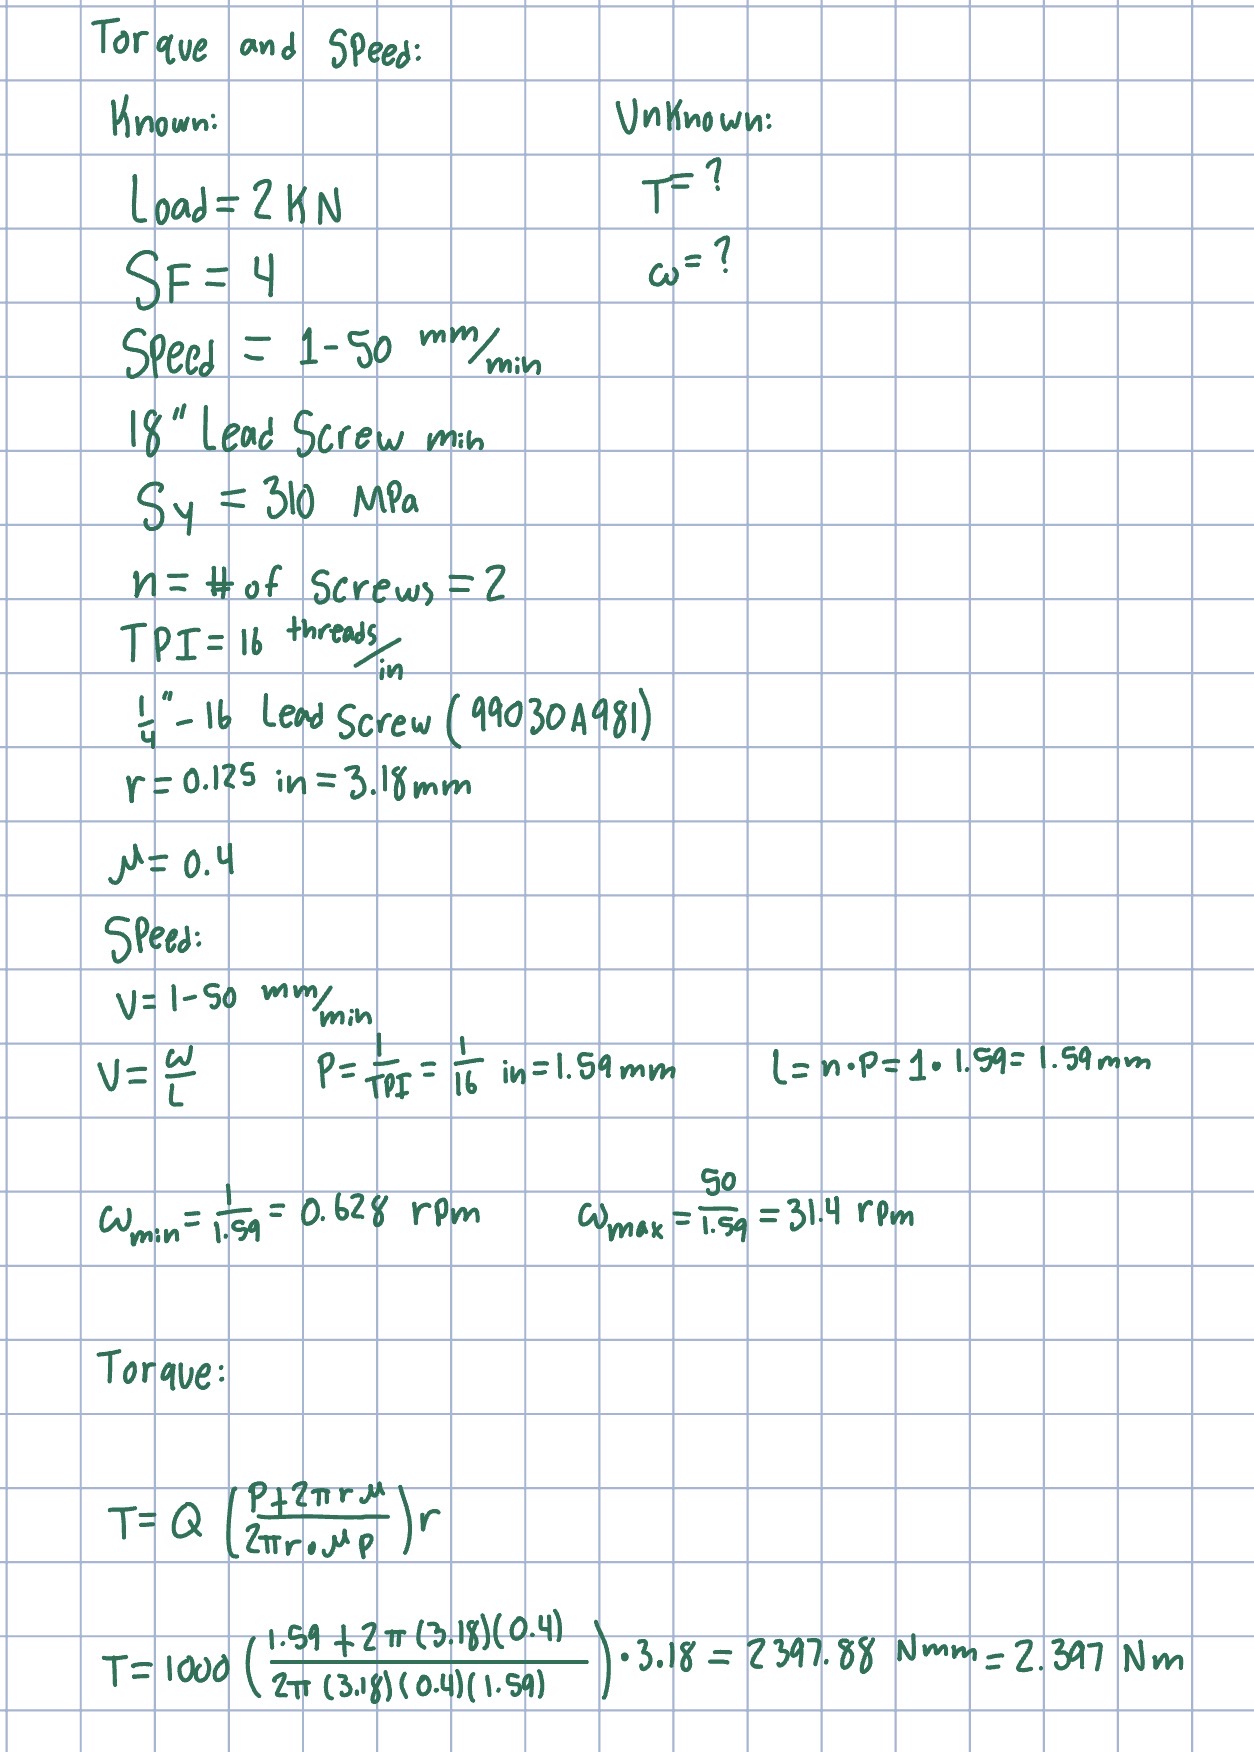 Torque and Speed:
Known: Unknown:
Load = 2 KN T = ?
SF = 4 ω = ?
Speed = 1-50 mm/min
18" Lead Screw min
Sy = 310 MPa
n = # of screws = 2
TPI = 16 threads/in
1/4" - 16 Lead Screw (99030A981)
r = 0.125 in = 3.18mm
μ = 0.4
Speed:
V = 1-50 mm/min
V = ω/L P = 1/TPI = 1/16 in = 1.59 mm L = n·P = 1 · 1.59 = 1.59 mm
ωmin = 1/1.59 = 0.628 rpm ωmax = 50/1.59 = 31.4 rpm
Torque:
T = Q ((P + 2πrμ)/(2πr·μP)) r
T = 1000 ((1.59 + 2π(3.18)(0.4))/(2π(3.18)(0.4)(1.59))) · 3.18 = 2397.88 Nmm = 2.397 Nm